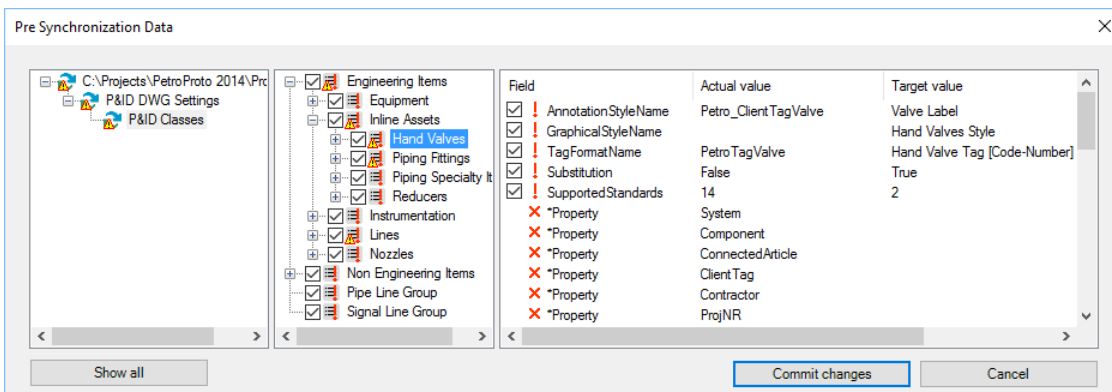 Pre Synchronization Data
C:\Projects\PetroProto 2014\Prc
P&ID DWG Settings
P&ID Classes
Engineering Items
Equipment
Inline Assets
Hand Valves
Piping Fittings
Piping Specialty It
Reducers
Instrumentation
Lines
Nozzles
Non Engineering Items
Pipe Line Group
Signal Line Group
Field Actual value Target value
AnnotationStyleName Petro_ClientTagValve Valve Label
GraphicalStyleName Hand Valves Style
TagFormatName PetroTagValve Hand Valve Tag [Code-Number]
Substitution False True
SupportedStandards 14 2
*Property System
*Property Component
*Property ConnectedArticle
*Property ClientTag
*Property Contractor
*Property ProjNR
Show all Commit changes Cancel